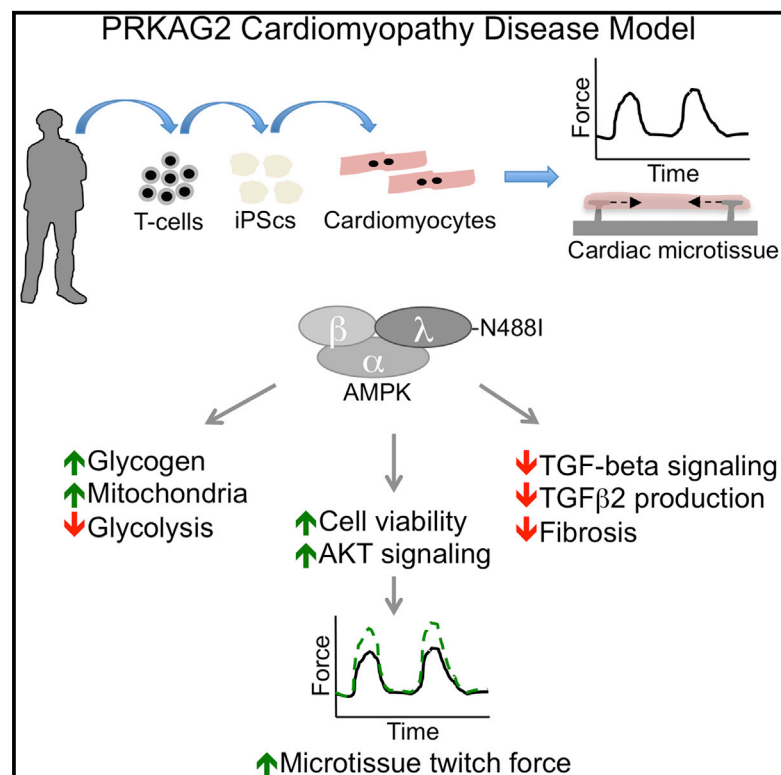 PRKAG2 Cardiomyopathy Disease Model
Force
Time
T-cells
iPScs
Cardiomyocytes
Cardiac microtissue
β
λ
-N488I
α
AMPK
Glycogen
Mitochondria
Glycolysis
Cell viability
AKT signaling
TGF-beta signaling
TGFβ2 production
Fibrosis
Force
Time
Microtissue twitch force